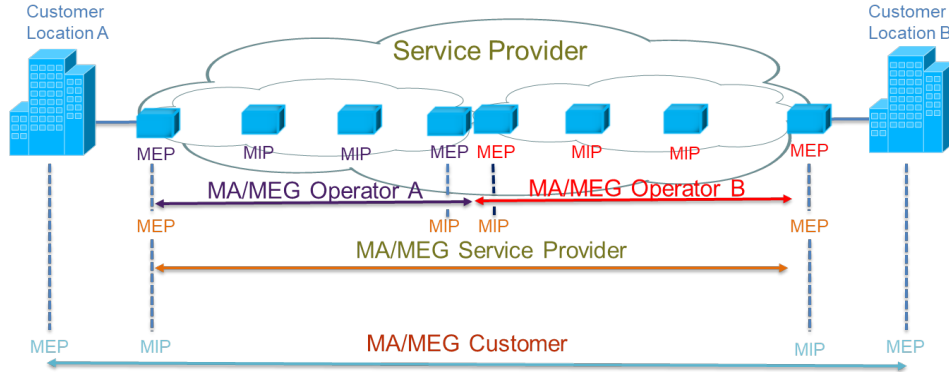 Customer
Location A
Customer
Location B
Service Provider
MEP MIP MIP MEP MEP MIP MIP MEP
MA/MEG Operator A MA/MEG Operator B
MEP MIP MIP MEP
MA/MEG Service Provider
MEP MIP MA/MEG Customer MIP MEP